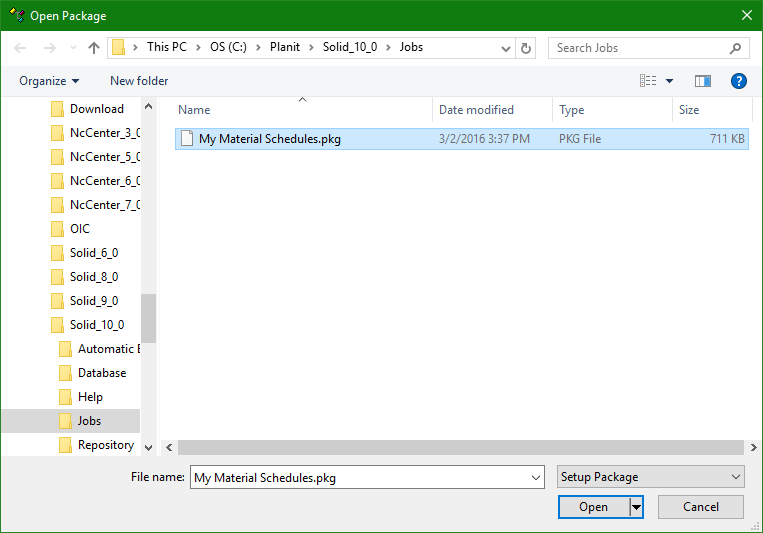 Open Package
This PC > OS (C:) > Planit > Solid_10_0 > Jobs
Search Jobs
Organize
New folder
Name
Date modified
Type
Size
My Material Schedules.pkg
3/2/2016 3:37 PM
PKG File
711 KB
Download
NcCenter_3_0
NcCenter_5_0
NcCenter_6_0
NcCenter_7_0
OIC
Solid_6_0
Solid_8_0
Solid_9_0
Solid_10_0
Automatic E
Database
Help
Jobs
Repository
File name:
My Material Schedules.pkg
Setup Package
Open
Cancel